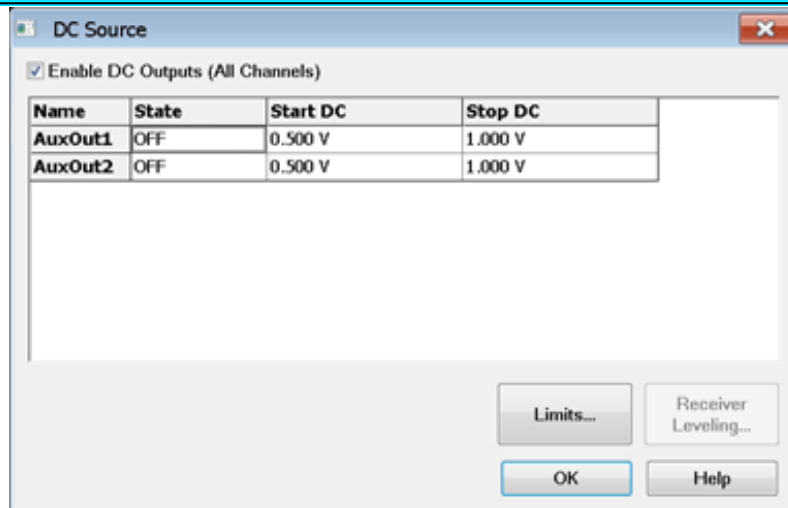 DC Source
Enable DC Outputs (All Channels)
Name State Start DC Stop DC
AuxOut1 OFF 0.500 V 1.000 V
AuxOut2 OFF 0.500 V 1.000 V
Limits...
Receiver
Leveling...
OK
Help